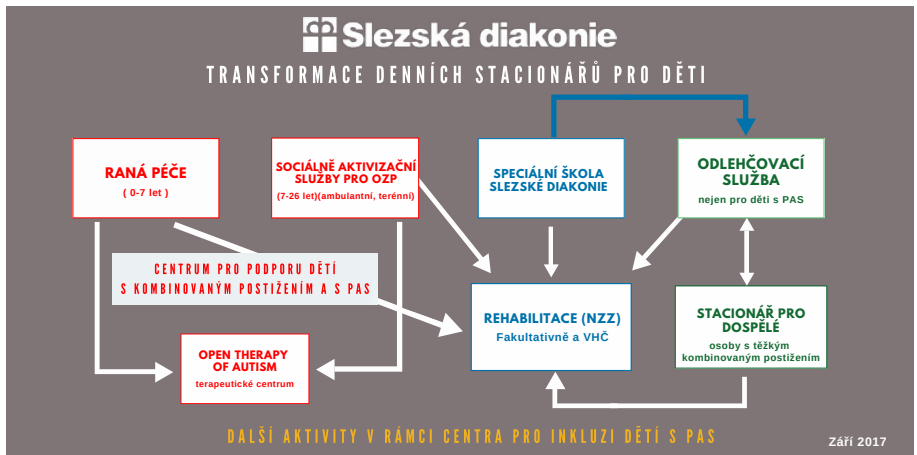 Slezská diakonie
TRANSFORMACE DENNÍCH STACIONÁŘŮ PRO DĚTI
RANÁ PÉČE
( 0-7 let )
SOCIÁLNĚ AKTIVIZAČNÍ
SLUŽBY PRO OZP
(7-26 let)(ambulantní, terénní)
SPECIÁLNÍ ŠKOLA
SLEZSKÉ DIAKONIE
ODLEHČOVACÍ
SLUŽBA
nejen pro děti s PAS
CENTRUM PRO PODPORU DĚTÍ
S KOMBINOVANÝM POSTIŽENÍM A S PAS
REHABILITACE (NZZ)
Fakultativně a VHČ
STACIONÁŘ PRO
DOSPĚLÉ
osoby s těžkým
kombinovaným postižením
OPEN THERAPY
OF AUTISM
terapeutické centrum
DALŠÍ AKTIVITY V RÁMCI CENTRA PRO INKLUZI DĚTÍ S PAS
Září 2017